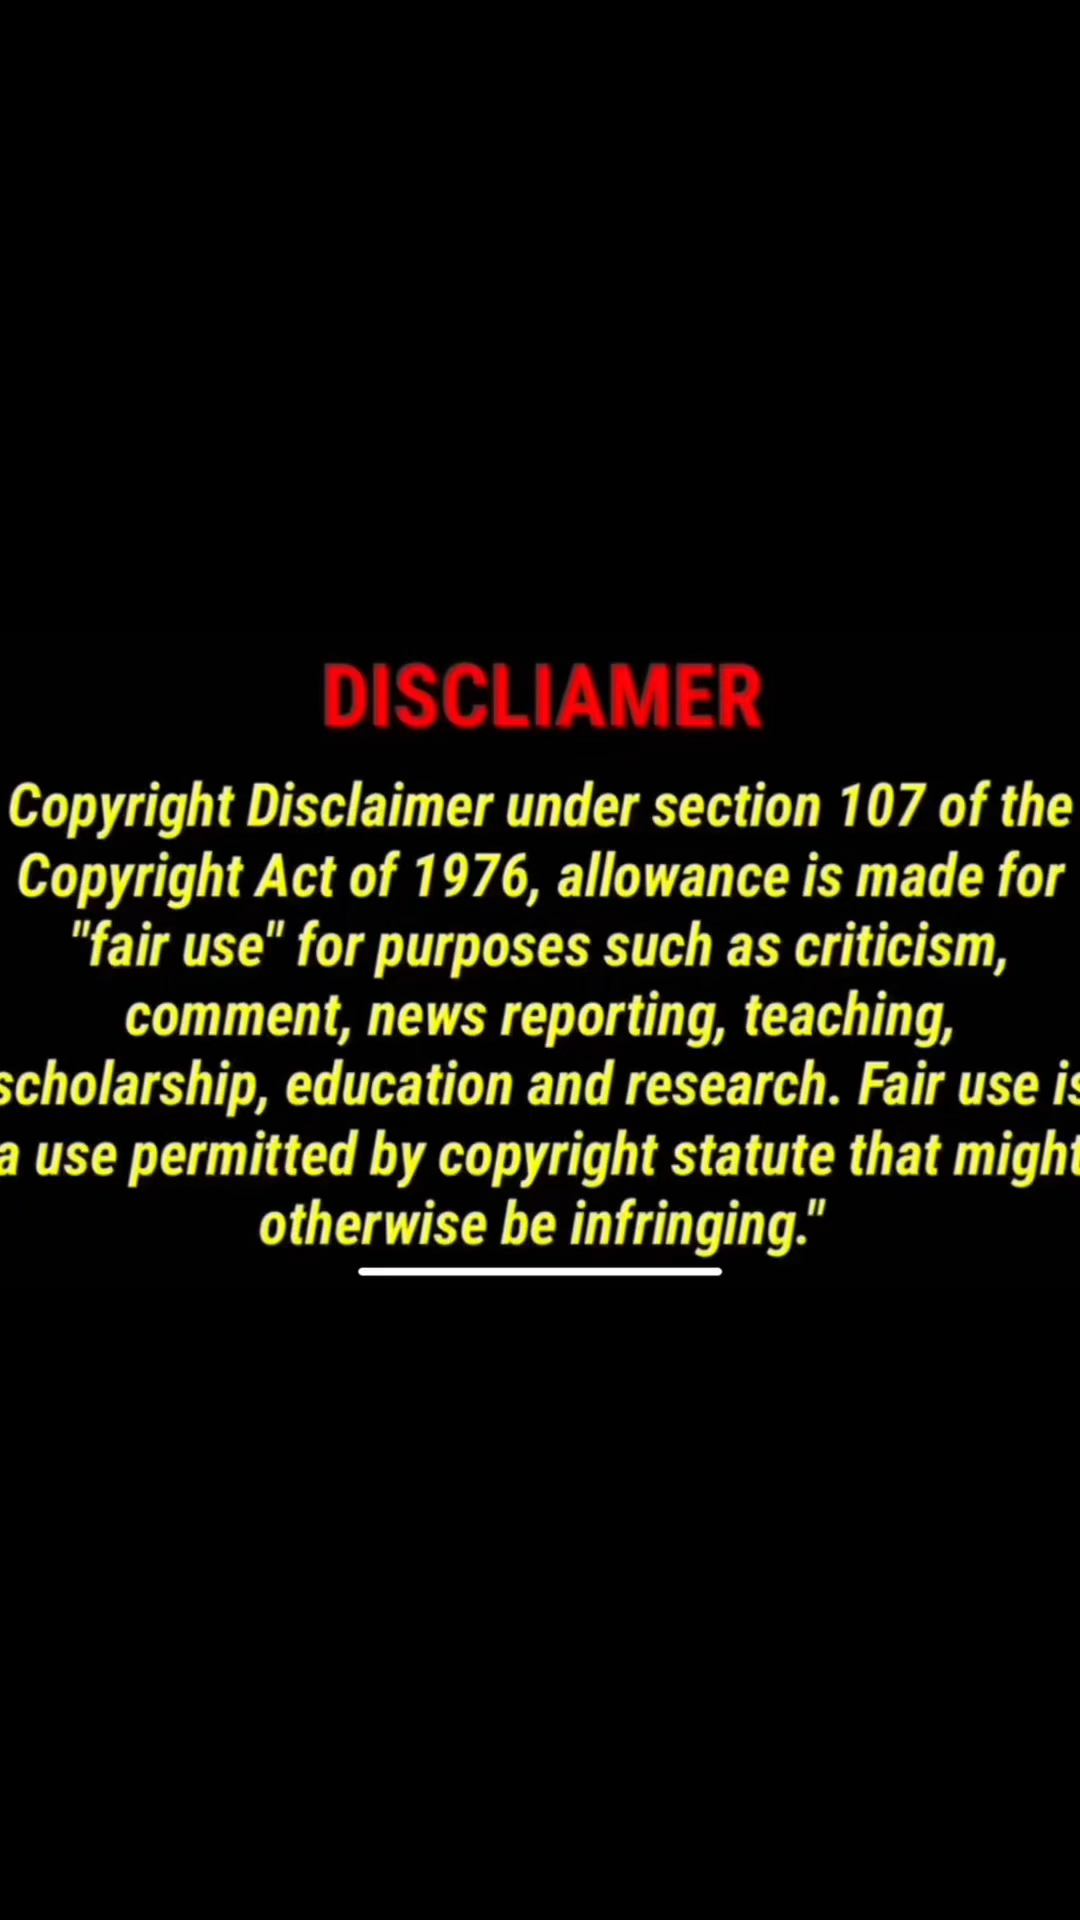 DISCLIAMER
Copyright Disclaimer under section 107 of the
Copyright Act of 1976, allowance is made for
"fair use" for purposes such as criticism,
comment, news reporting, teaching,
scholarship, education and research. Fair use is
a use permitted by copyright statute that might
otherwise be infringing."